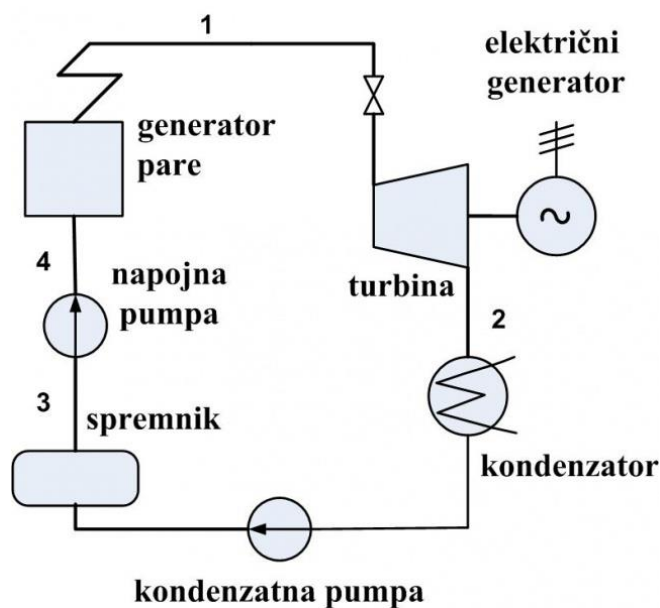 1
električni
generator
generator
pare
4
napojna
pumpa
turbina
2
3
spremnik
kondenzator
kondenzatna pumpa